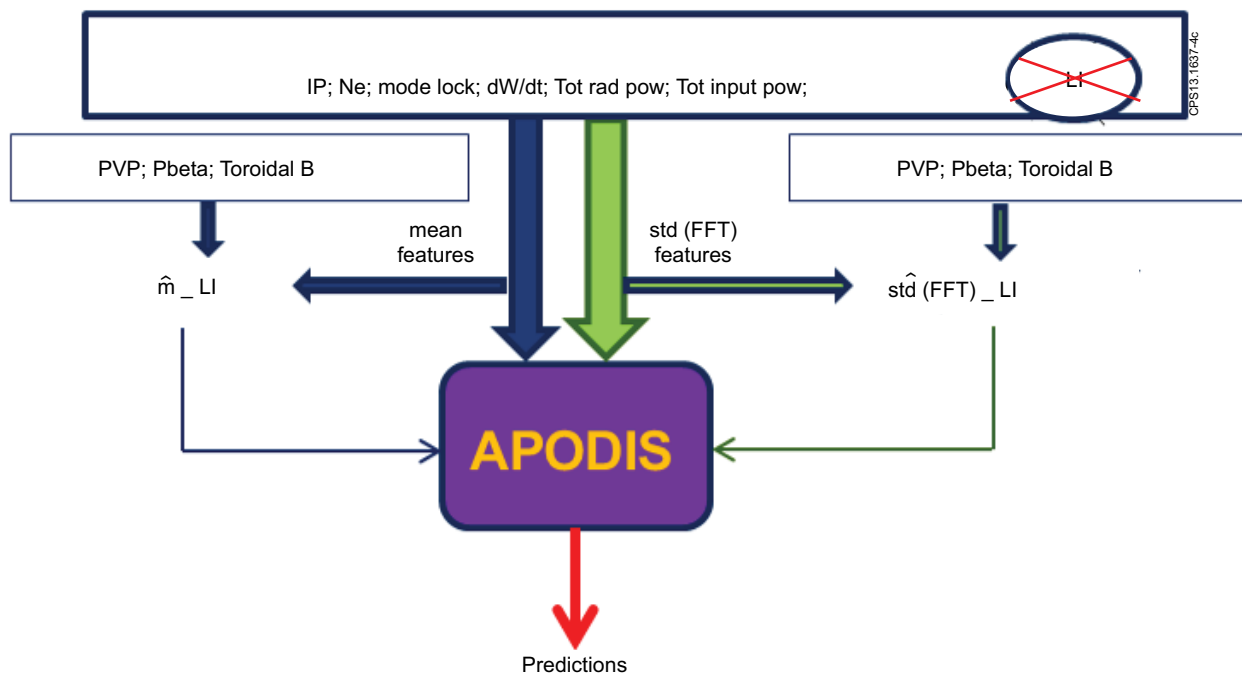 IP; Ne; mode lock; dW/dt; Tot rad pow; Tot input pow;
LI
CPS13.1637-4c
PVP; Pbeta; Toroidal B
PVP; Pbeta; Toroidal B
mean
features
std (FFT)
features
m̂ _ LI
std̂ (FFT) _ LI
APODIS
Predictions